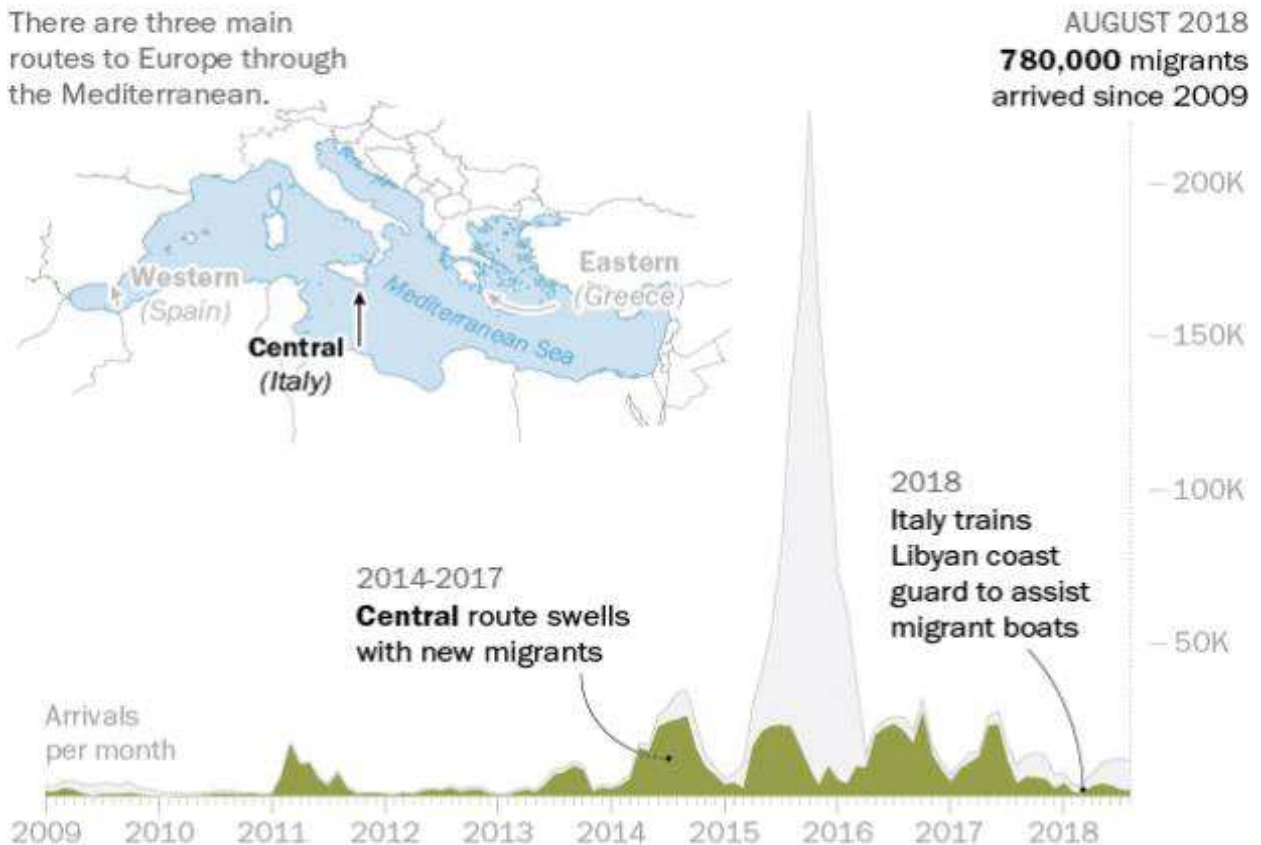 There are three main
routes to Europe through
the Mediterranean.
AUGUST 2018
780,000 migrants
arrived since 2009
200K
Western
(Spain)
Central
(Italy)
Mediterranean Sea
Eastern
(Greece)
150K
100K
2018
Italy trains
Libyan coast
guard to assist
migrant boats
2014-2017
Central route swells
with new migrants
50K
Arrivals
per month
2009 2010 2011 2012 2013 2014 2015 2016 2017 2018